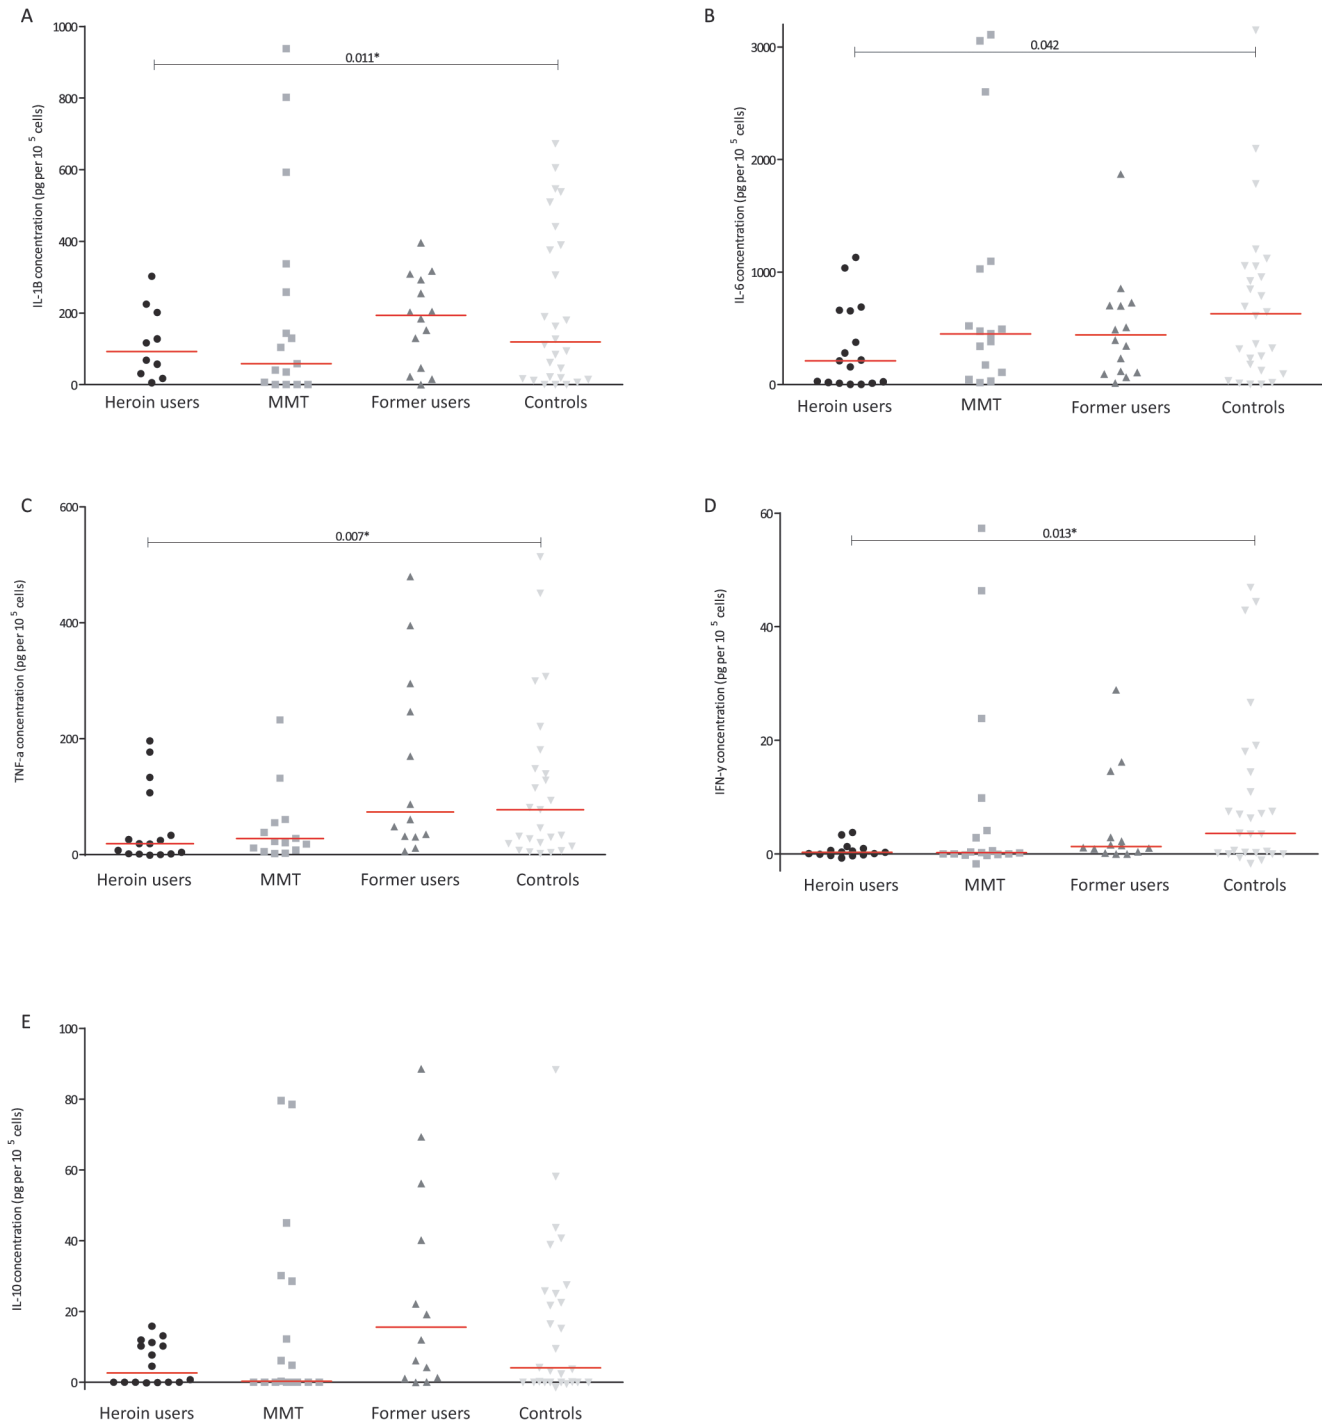 A
IL-1B concentration (pg per 10 5 cells)
1000
800
600
400
200
0
0.011*
Heroin users MMT Former users Controls
B
IL-6 concentration (pg per 10 5 cells)
3000
2000
1000
0
0.042
Heroin users MMT Former users Controls
C
TNF-a concentration (pg per 10 5 cells)
600
400
200
0
0.007*
Heroin users MMT Former users Controls
D
IFN-y concentration (pg per 10 5 cells)
60
40
20
0
0.013*
Heroin users MMT Former users Controls
E
IL-10 concentration (pg per 10 5 cells)
100
80
60
40
20
0
Heroin users MMT Former users Controls